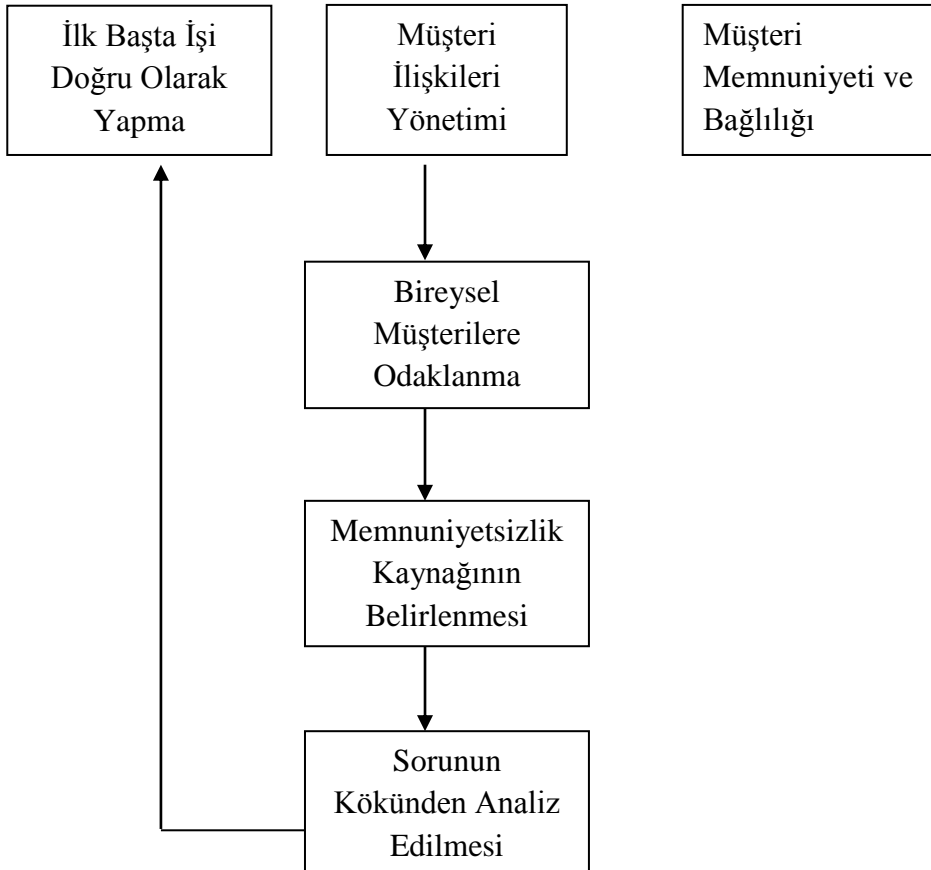 İlk Başta İşi
Doğru Olarak
Yapma
Müşteri
İlişkileri
Yönetimi
Müşteri
Memnuniyeti ve
Bağlılığı
Bireysel
Müşterilere
Odaklanma
Memnuniyetsizlik
Kaynağının
Belirlenmesi
Sorunun
Kökünden Analiz
Edilmesi